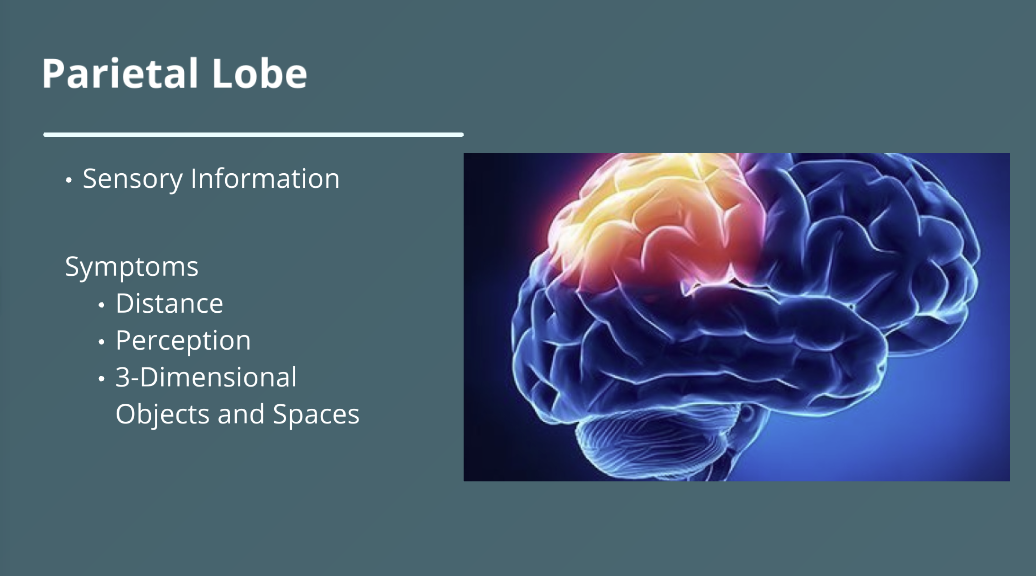 Parietal Lobe
• Sensory Information
Symptoms
• Distance
• Perception
• 3-Dimensional
Objects and Spaces